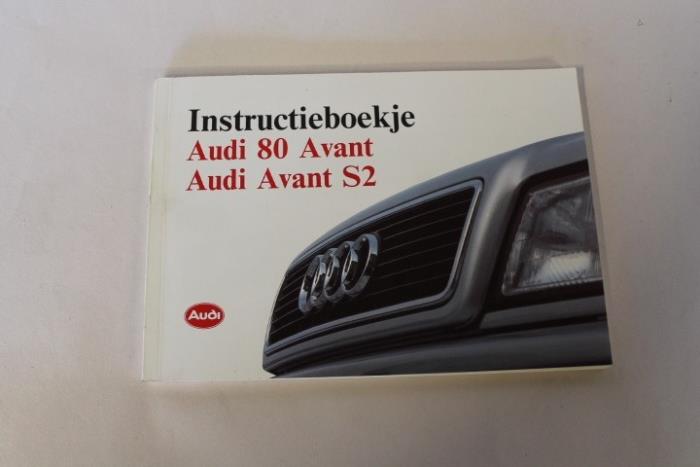 Instructieboekje
Audi 80 Avant
Audi Avant S2
Audi